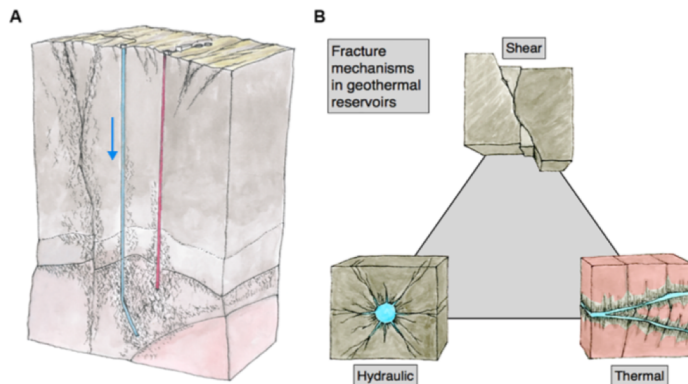 A
B
Fracture
mechanisms
in geothermal
reservoirs
Shear
Hydraulic
Thermal